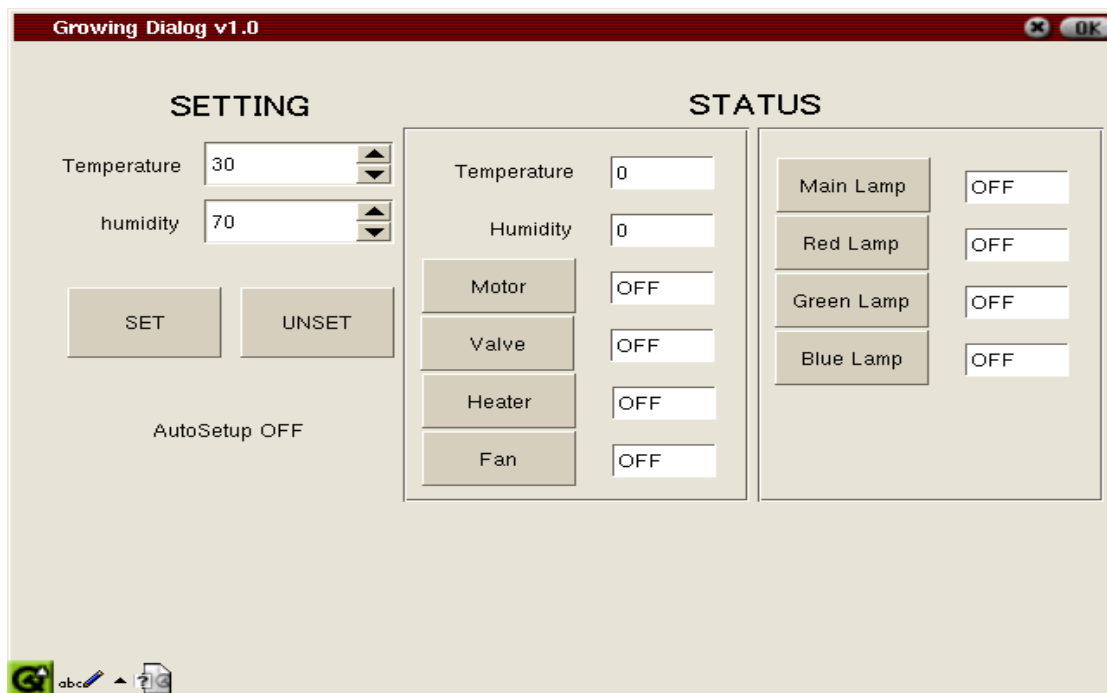 Growing Dialog v1.0
OK
SETTING
Temperature 30
humidity 70
SET UNSET
AutoSetup OFF
STATUS
Temperature 0
Humidity 0
Motor OFF
Valve OFF
Heater OFF
Fan OFF
Main Lamp OFF
Red Lamp OFF
Green Lamp OFF
Blue Lamp OFF
abc ?